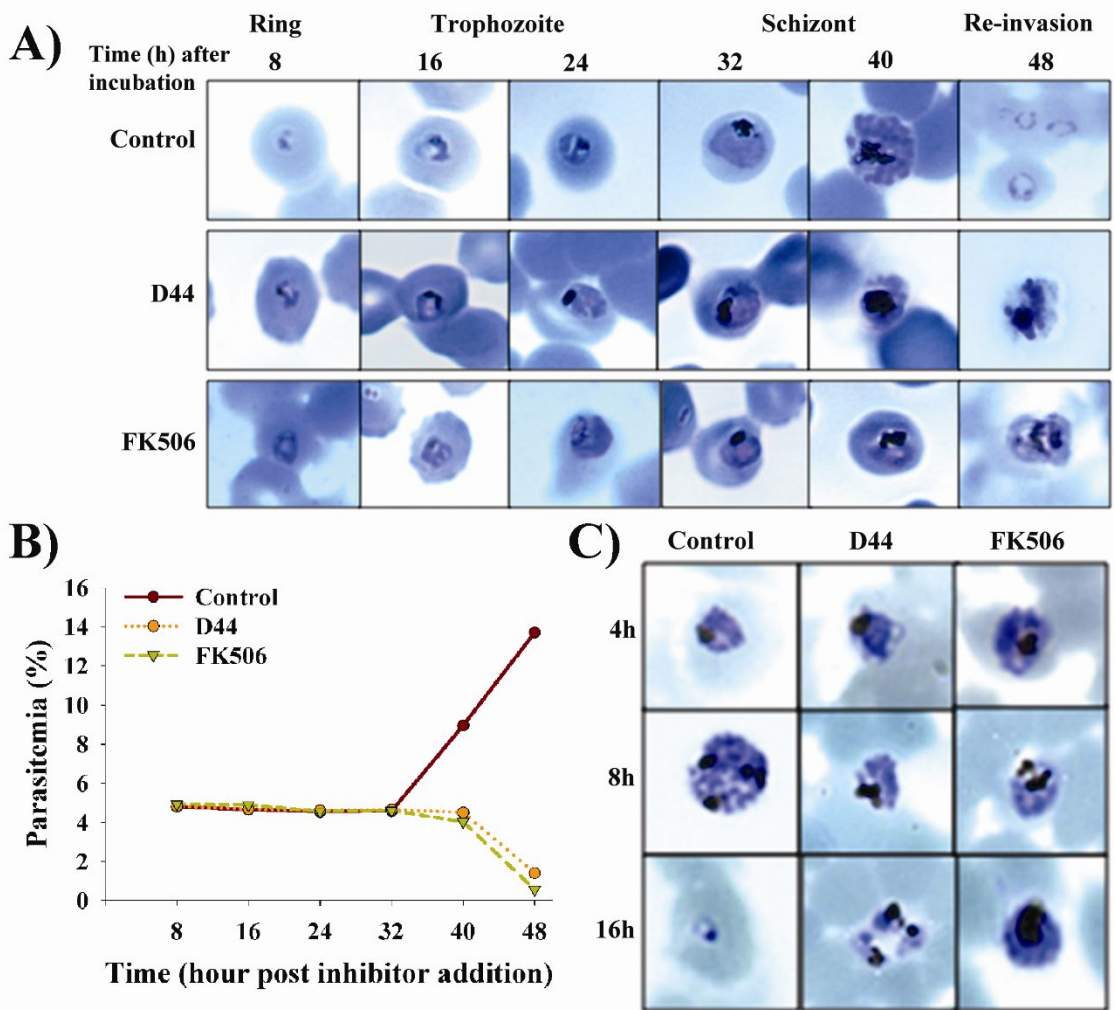 A)
Ring Trophozoite Schizont Re-invasion
Time (h) after
incubation
8 16 24 32 40 48
Control
D44
FK506
B)
16
14
12
10
8
6
4
2
0
Parasitemia (%)
Control
D44
FK506
8 16 24 32 40 48
Time (hour post inhibitor addition)
C)
Control D44 FK506
4h
8h
16h